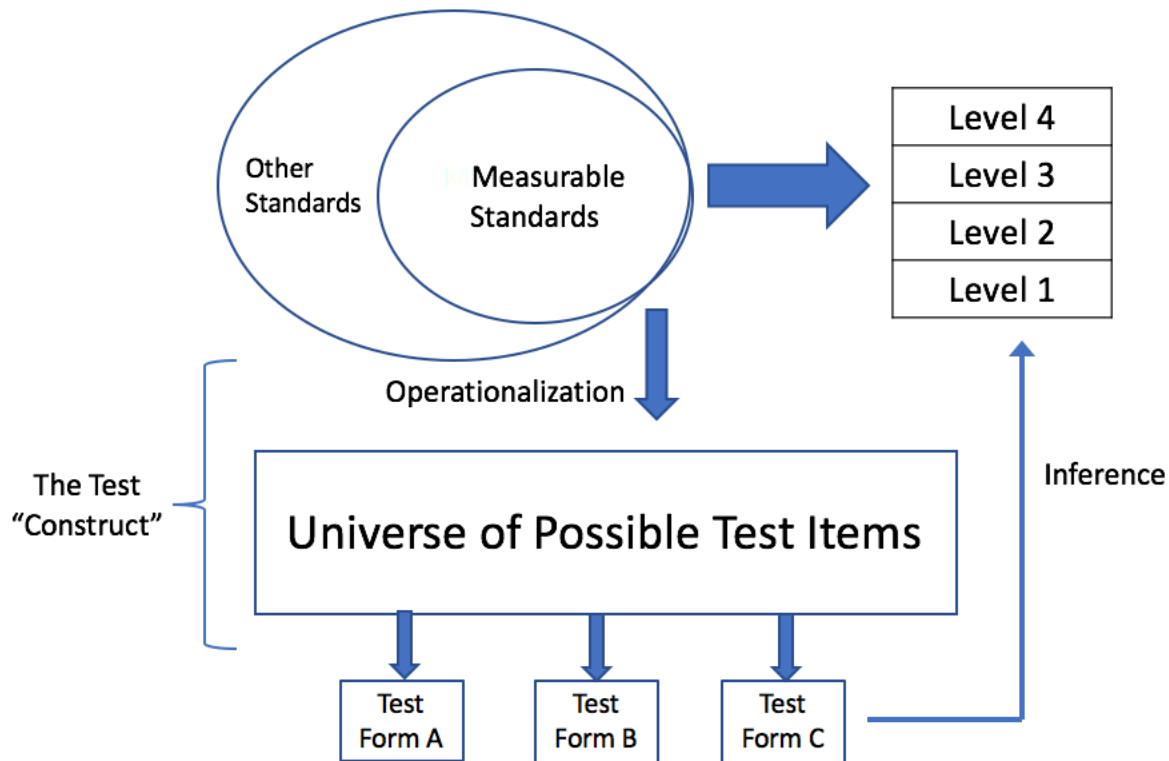 Other
Standards
Measurable
Standards
Level 4
Level 3
Level 2
Level 1
Operationalization
The Test
“Construct”
Universe of Possible Test Items
Inference
Test
Form A
Test
Form B
Test
Form C